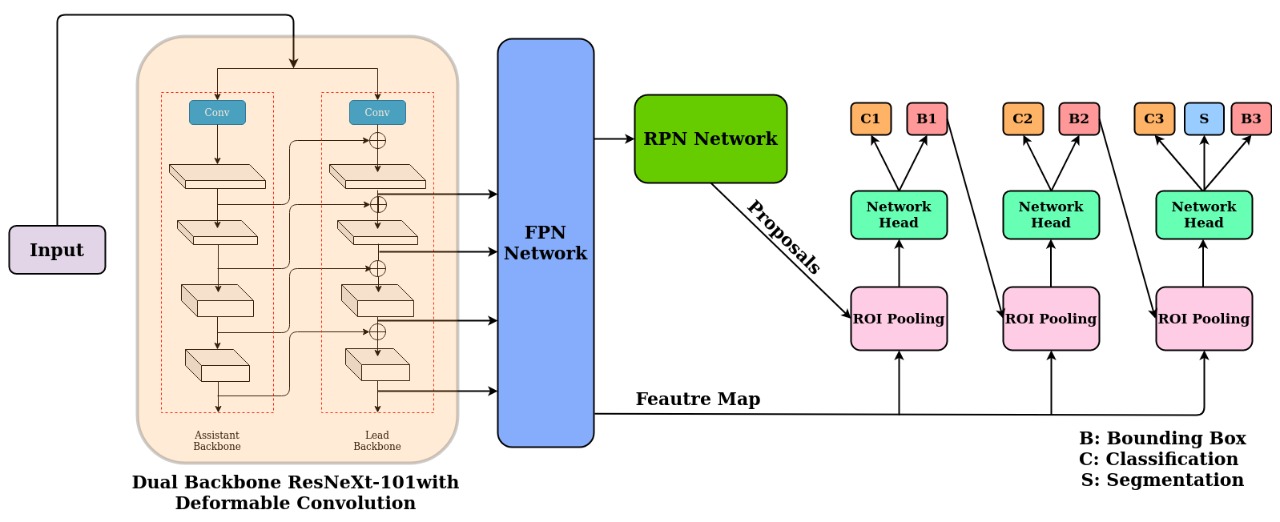 Input
Conv
Conv
Assistant
Backbone
Lead
Backbone
Dual Backbone ResNeXt-101with
Deformable Convolution
FPN
Network
RPN Network
Proposals
Feautre Map
C1
B1
Network
Head
ROI Pooling
C2
B2
Network
Head
ROI Pooling
C3
S
B3
Network
Head
ROI Pooling
B: Bounding Box
C: Classification
S: Segmentation